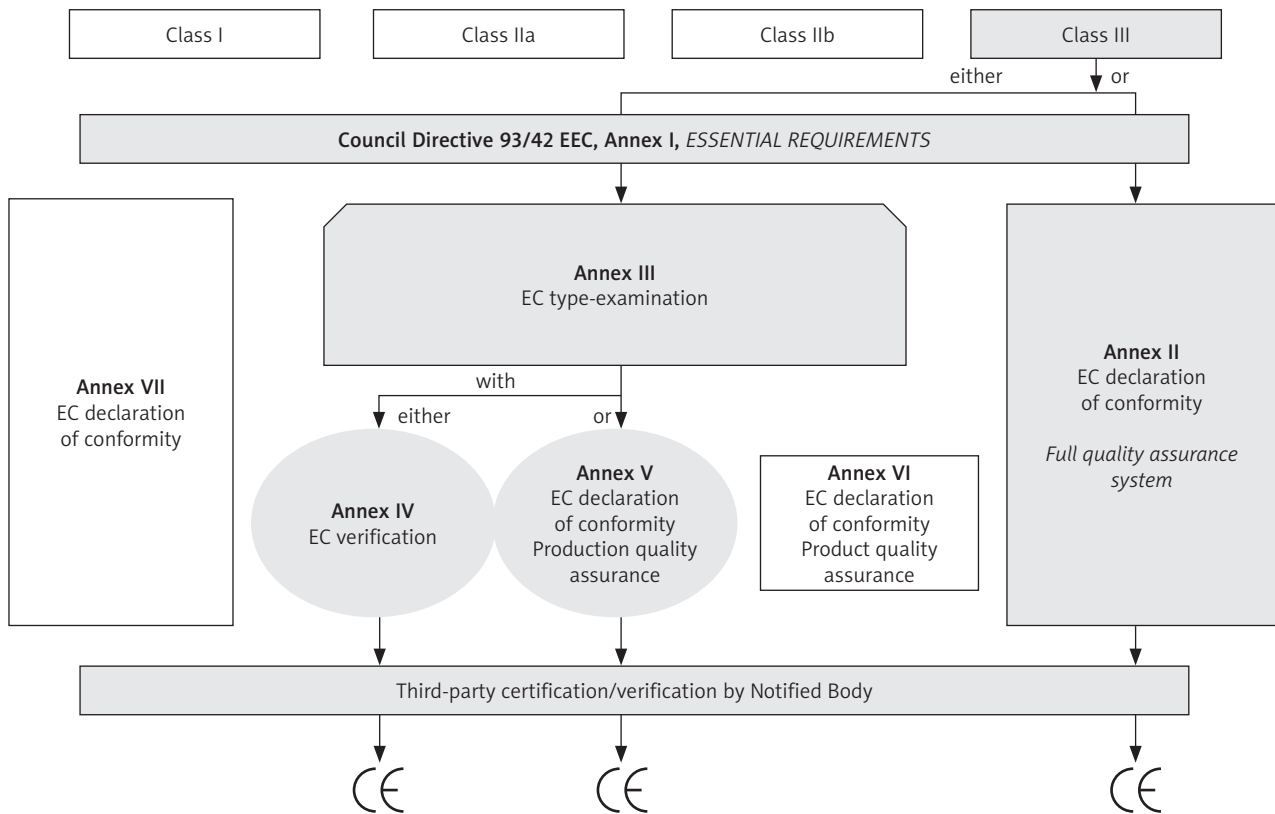 Class I
Class IIa
Class IIb
Class III
either
or
Council Directive 93/42 EEC, Annex I, ESSENTIAL REQUIREMENTS
Annex VII
EC declaration
of conformity
Annex III
EC type-examination
with
either
or
Annex IV
EC verification
Annex V
EC declaration
of conformity
Production quality
assurance
Annex VI
EC declaration
of conformity
Product quality
assurance
Annex II
EC declaration
of conformity
Full quality assurance
system
Third-party certification/verification by Notified Body
CE
CE
CE